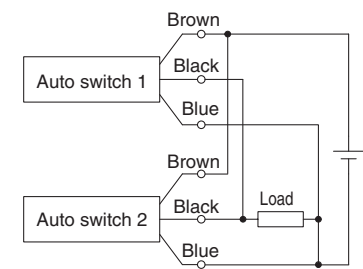 Brown
Auto switch 1
Black
Blue
Brown
Auto switch 2
Black
Load
Blue